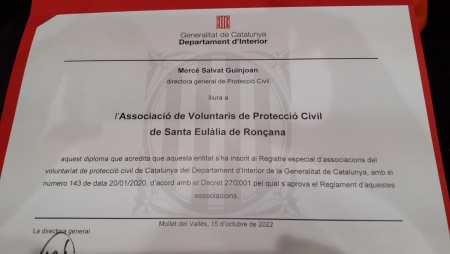 Generalitat de Catalunya
Departament d'Interior
Mercè Salvat Guinjoan
directora general de Protecció Civil
lliura a
l'Associació de Voluntaris de Protecció Civil
de Santa Eulàlia de Ronçana
aquest diploma que acredita que aquesta entitat s'ha inscrit al Registre especial d'associacions del
voluntariat de protecció civil de Catalunya del Departament d'Interior de la Generalitat de Catalunya, amb el
número 143 de data 20/01/2020, d'acord amb el Decret 27/2001 pel qual s'aprova el Reglament d'aquestes
associacions.
Mollet del Vallès, 15 d'octubre de 2022
La directora general